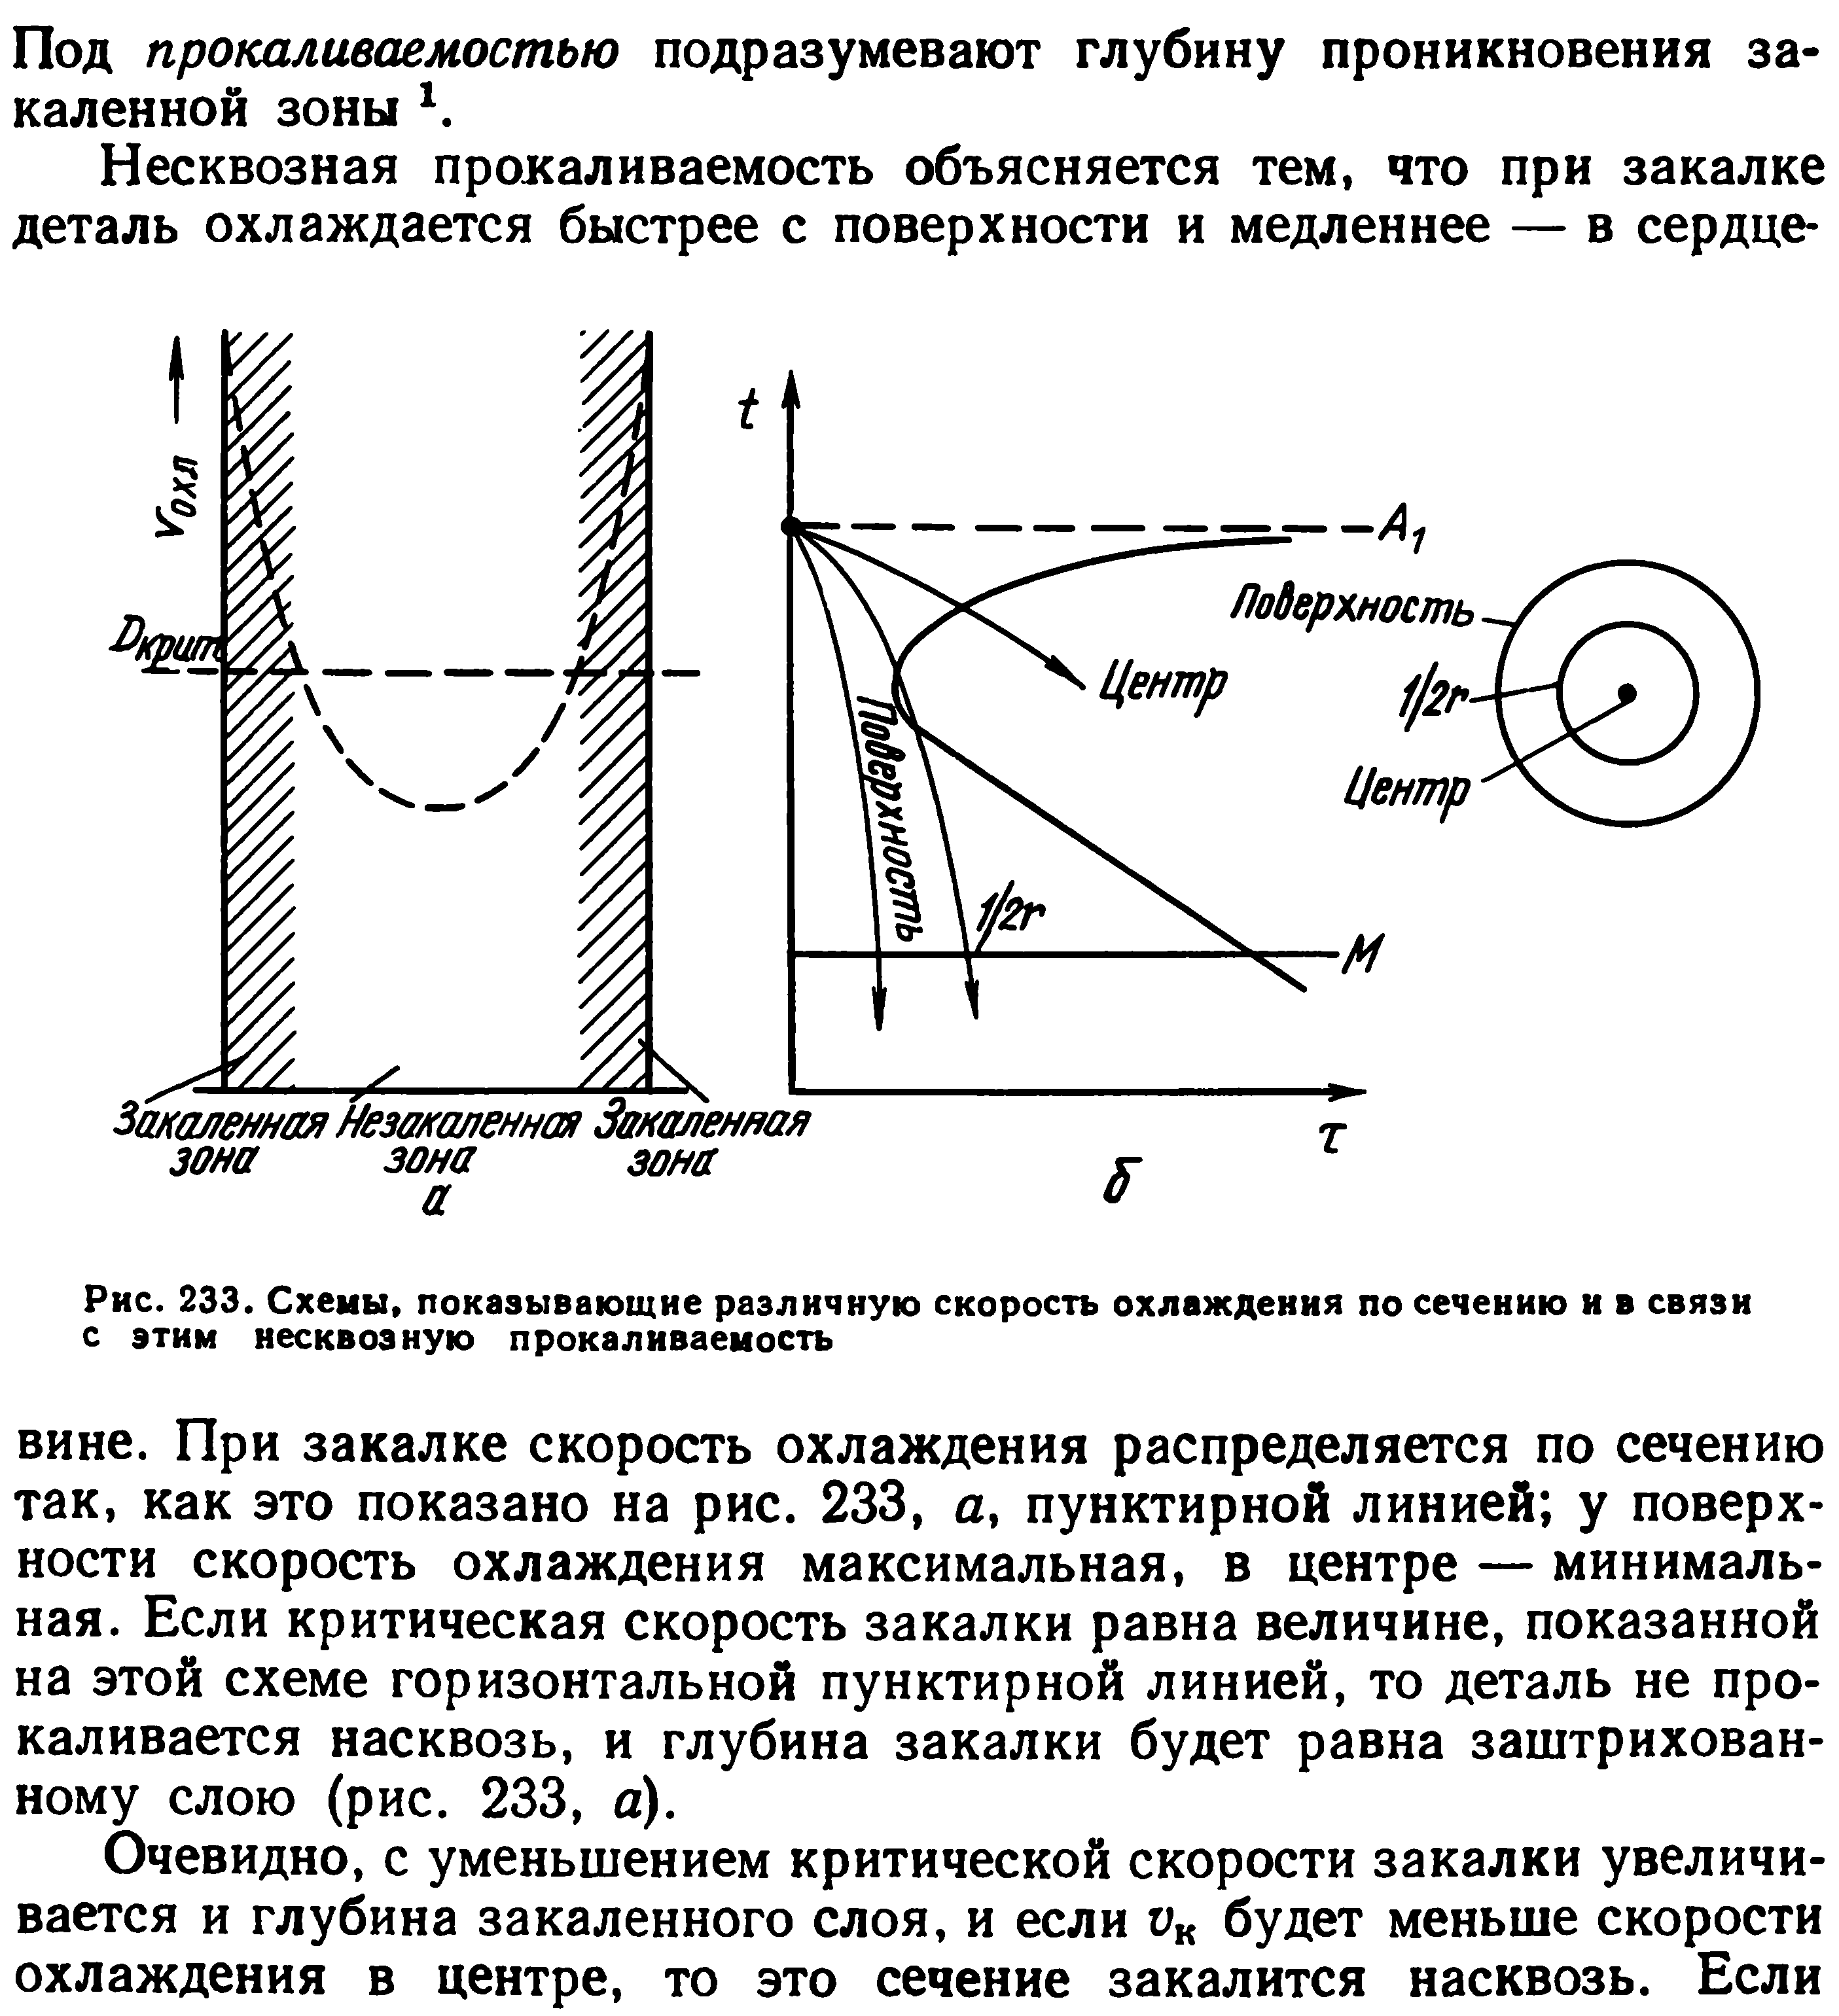 Под прокаливаемостью подразумевают глубину проникновения за-
каленной зоны ¹.
Несквозная прокаливаемость объясняется тем, что при закалке
деталь охлаждается быстрее с поверхности и медленнее — в сердце-
vохл
Dкрит
Закаленная зона
Незакаленная зона
Закаленная зона
а
t
A₁
Центр
Поверхность
1/2r
М
τ
б
Поверхность
1/2r
Центр
Рис. 233. Схемы, показывающие различную скорость охлаждения по сечению и в связи
с этим несквозную прокаливаемость
вине. При закалке скорость охлаждения распределяется по сечению
так, как это показано на рис. 233, а, пунктирной линией; у поверх-
ности скорость охлаждения максимальная, в центре — минималь-
ная. Если критическая скорость закалки равна величине, показанной
на этой схеме горизонтальной пунктирной линией, то деталь не про-
каливается насквозь, и глубина закалки будет равна заштрихован-
ному слою (рис. 233, а).
Очевидно, с уменьшением критической скорости закалки увеличи-
вается и глубина закаленного слоя, и если vк будет меньше скорости
охлаждения в центре, то это сечение закалится насквозь. Если